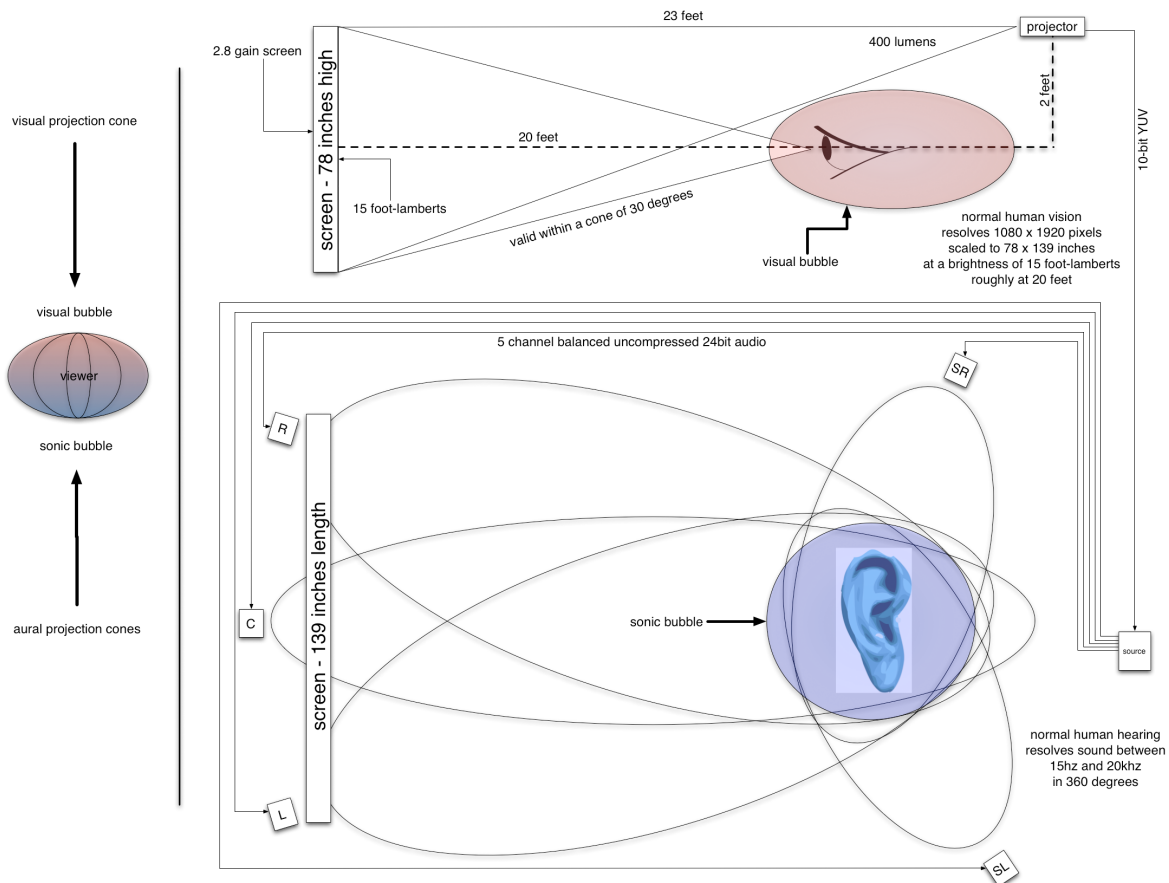 visual projection cone
visual bubble
viewer
sonic bubble
aural projection cones
2.8 gain screen
screen - 78 inches high
15 foot-lamberts
23 feet
400 lumens
projector
2 feet
20 feet
valid within a cone of 30 degrees
visual bubble
10-bit YUV
normal human vision
resolves 1080 x 1920 pixels
scaled to 78 x 139 inches
at a brightness of 15 foot-lamberts
roughly at 20 feet
5 channel balanced uncompressed 24bit audio
SR
R
screen - 139 inches length
C
sonic bubble
source
L
SL
normal human hearing
resolves sound between
15hz and 20khz
in 360 degrees